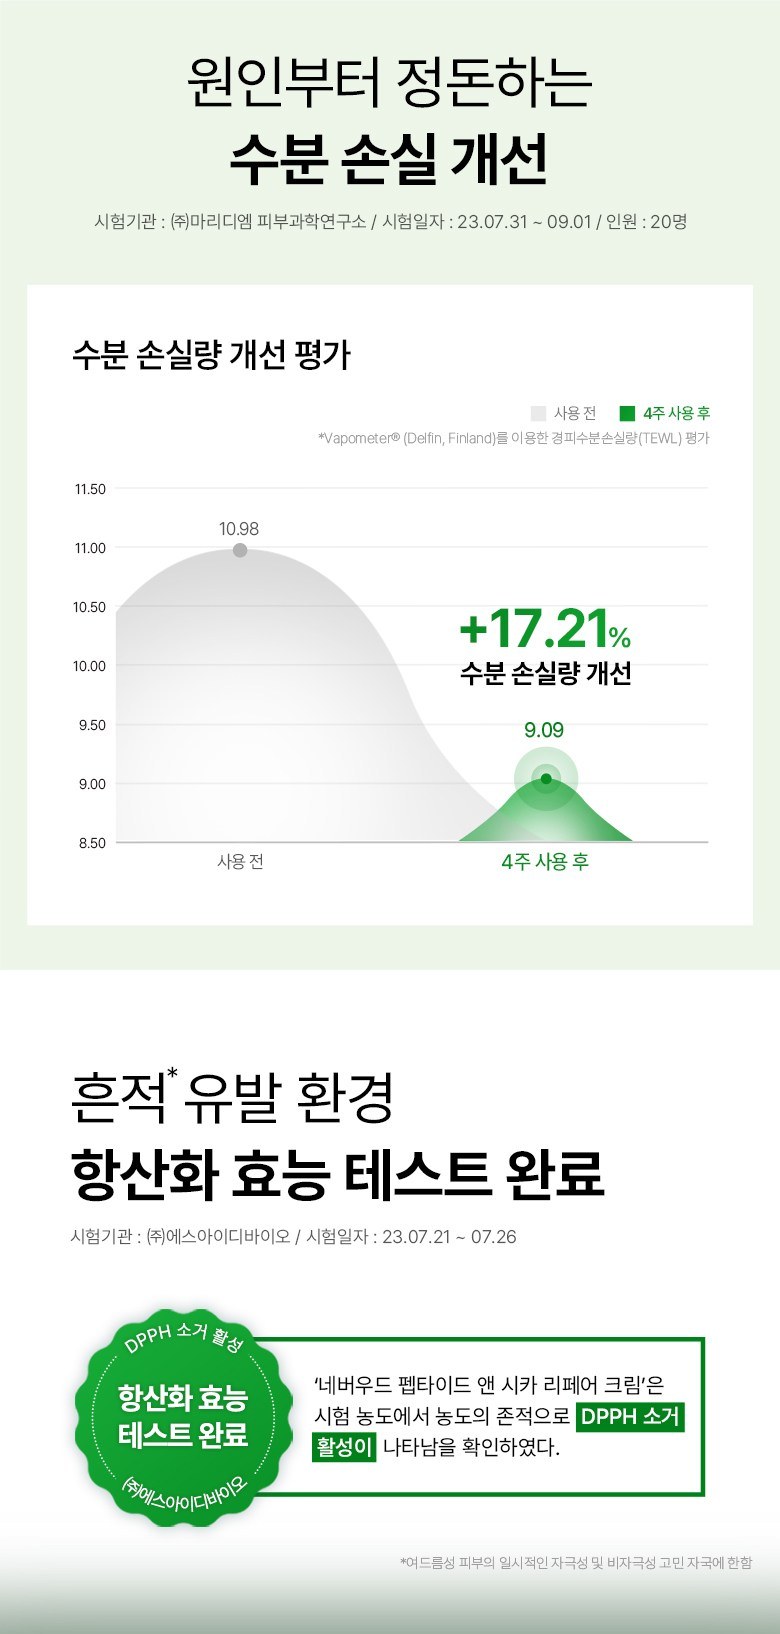 원인부터 정돈하는
수분 손실 개선
시험기관 : ㈜마리디엠 피부과학연구소 / 시험일자 : 23.07.31 ~ 09.01 / 인원 : 20명
수분 손실량 개선 평가
사용 전 4주 사용 후
*Vapometer® (Delfin, Finland)를 이용한 경피수분손실량(TEWL) 평가
11.50
10.98
11.00
10.50
+17.21%
10.00
수분 손실량 개선
9.50
9.09
9.00
8.50
사용 전 4주 사용 후
흔적* 유발 환경
항산화 효능 테스트 완료
시험기관 : ㈜에스아이디바이오 / 시험일자 : 23.07.21 ~ 07.26
DPPH 소거 활성
항산화 효능
테스트 완료
㈜에스아이디바이오
‘네버우드 펩타이드 앤 시카 리페어 크림’은
시험 농도에서 농도의 존적으로 DPPH 소거
활성이 나타남을 확인하였다.
*여드름성 피부의 일시적인 자극성 및 비자극성 고민 자국에 한함